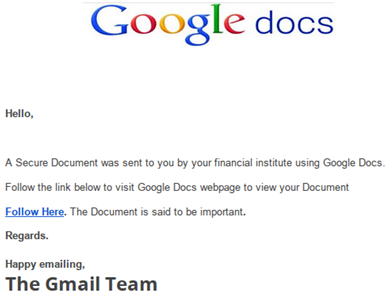 Google docs
Hello,
A Secure Document was sent to you by your financial institute using Google Docs.
Follow the link below to visit Google Docs webpage to view your Document
Follow Here. The Document is said to be important.
Regards.
Happy emailing,
The Gmail Team